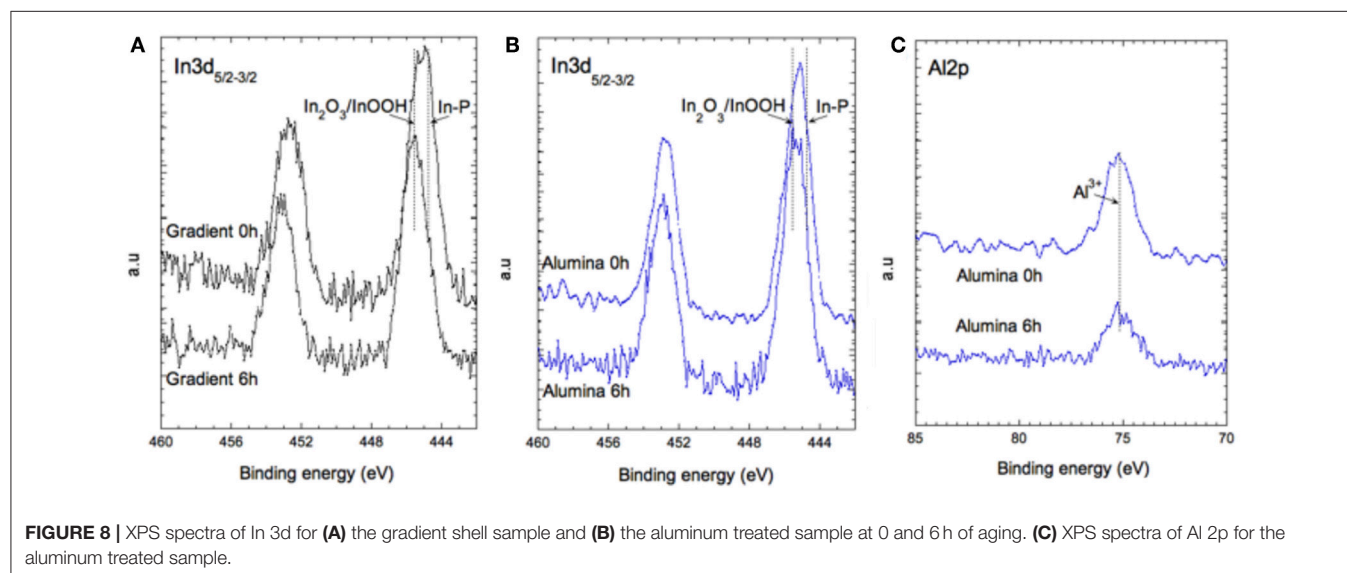 A
In3d5/2-3/2
In2O3/InOOH
In-P
Gradient 0h
Gradient 6h
a.u
460 456 452 448 444
Binding energy (eV)
B
In3d5/2-3/2
In2O3/InOOH
In-P
Alumina 0h
Alumina 6h
a.u
460 456 452 448 444
Binding energy (eV)
C
Al2p
Al3+
Alumina 0h
Alumina 6h
a.u
85 80 75 70
Binding energy (eV)
FIGURE 8 | XPS spectra of In 3d for (A) the gradient shell sample and (B) the aluminum treated sample at 0 and 6 h of aging. (C) XPS spectra of Al 2p for the
aluminum treated sample.